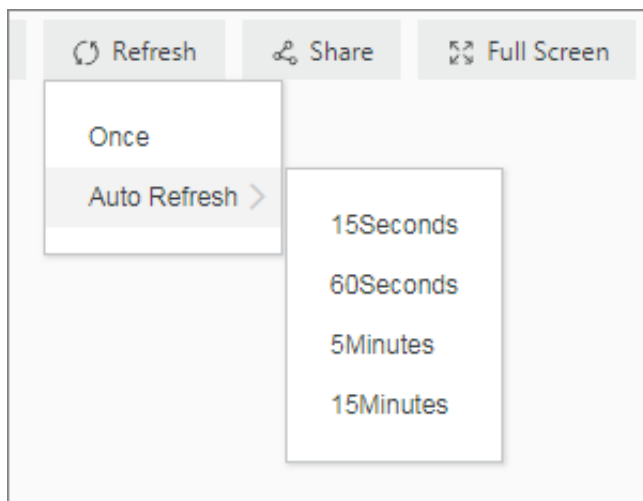 Refresh Share Full Screen
Once
Auto Refresh
15Seconds
60Seconds
5Minutes
15Minutes